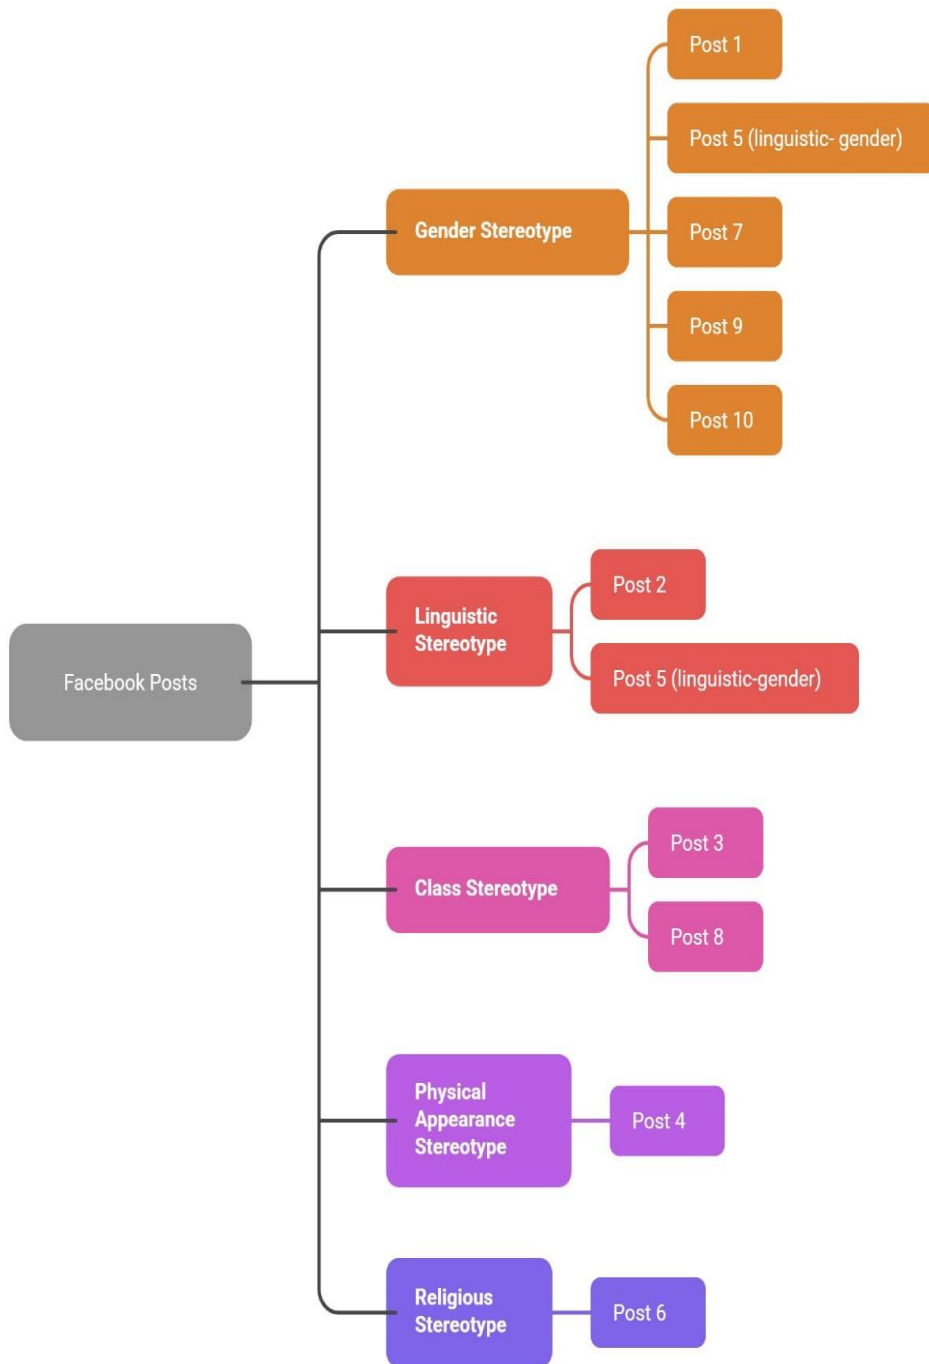 Facebook Posts
Gender Stereotype
Post 1
Post 5 (linguistic- gender)
Post 7
Post 9
Post 10
Linguistic
Stereotype
Post 2
Post 5 (linguistic-gender)
Class Stereotype
Post 3
Post 8
Physical
Appearance
Stereotype
Post 4
Religious
Stereotype
Post 6